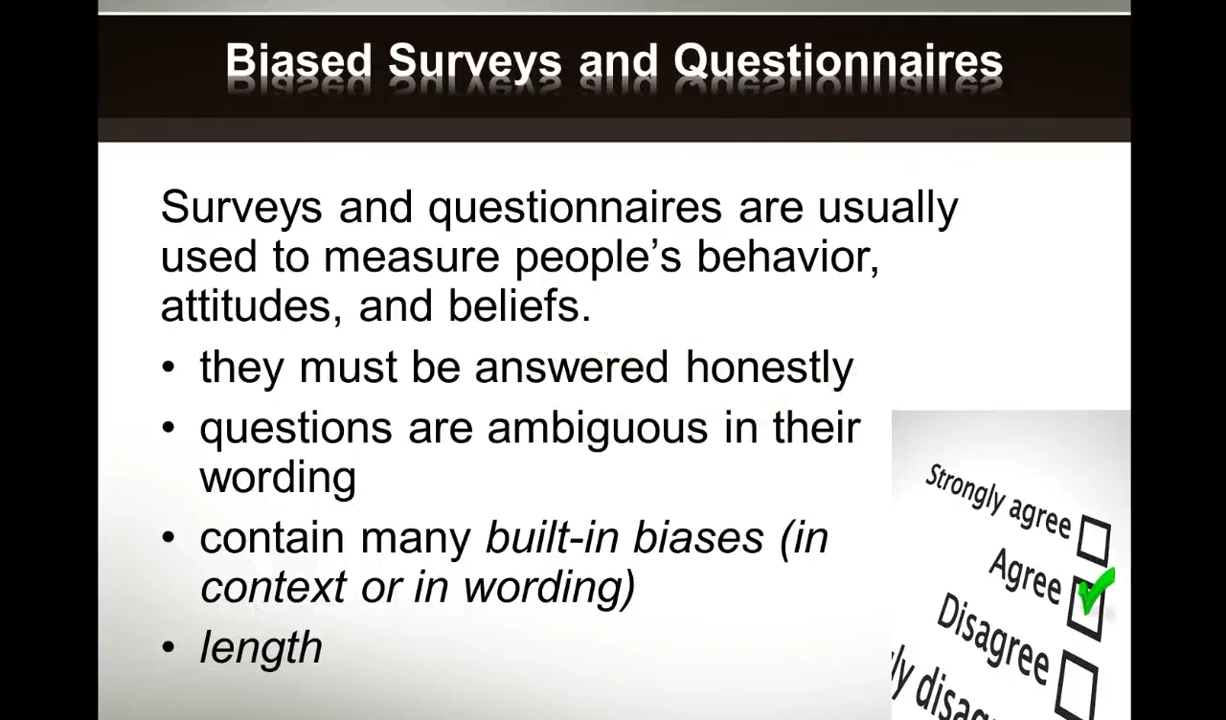 Biased Surveys and Questionnaires
Surveys and questionnaires are usually
used to measure people's behavior,
attitudes, and beliefs.
• they must be answered honestly
• questions are ambiguous in their
wording
• contain many built-in biases (in
context or in wording)
• length
Strongly agree
Agree
Disagree